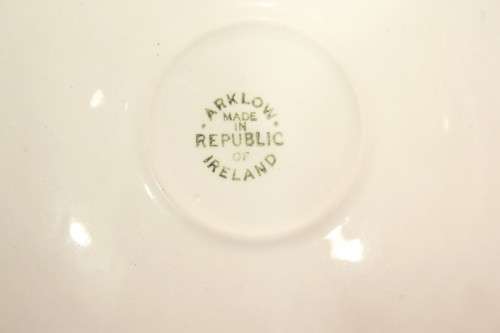 ARKLOW
MADE
IN
REPUBLIC
OF
IRELAND